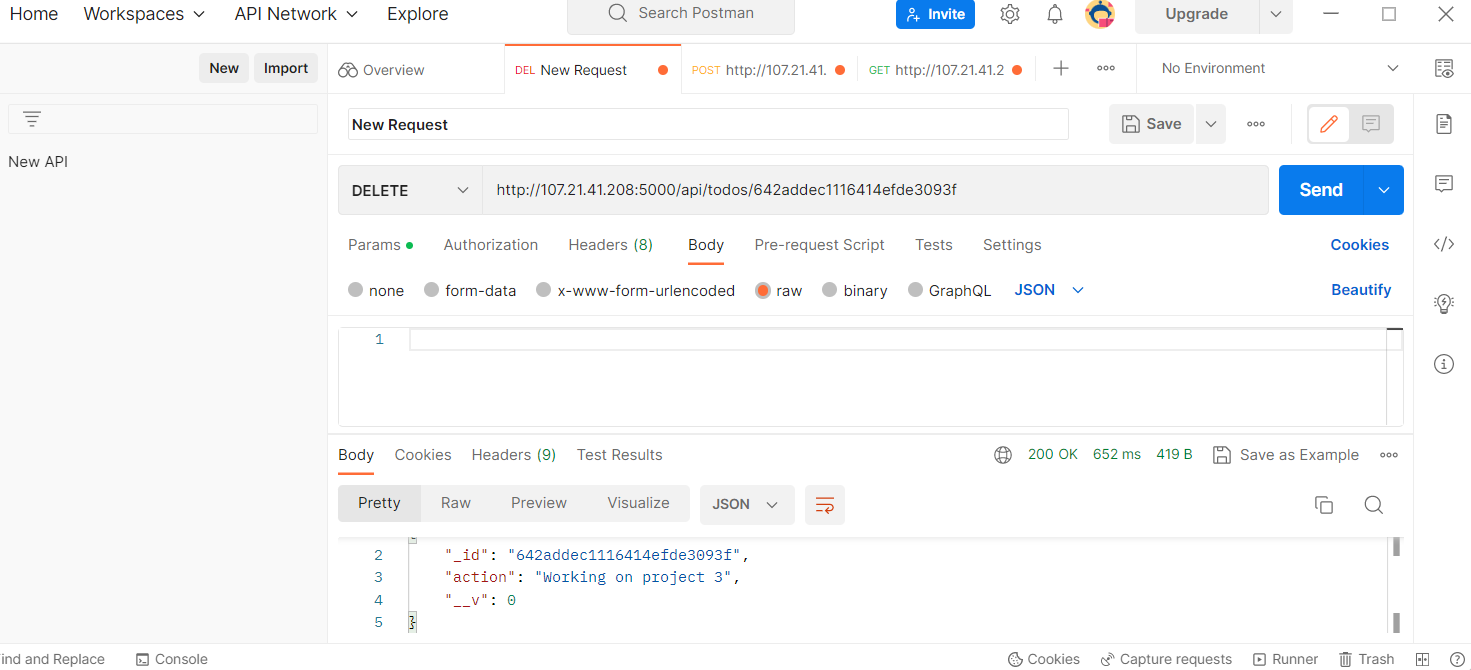 Home Workspaces API Network Explore Search Postman Invite Upgrade
New Import Overview DEL New Request POST http://107.21.41. GET http://107.21.41.2 No Environment
New Request Save
New API
DELETE http://107.21.41.208:5000/api/todos/642addec1116414efde3093f Send
Params Authorization Headers (8) Body Pre-request Script Tests Settings Cookies
none form-data x-www-form-urlencoded raw binary GraphQL JSON Beautify
1
Body Cookies Headers (9) Test Results 200 OK 652 ms 419 B Save as Example
Pretty Raw Preview Visualize JSON
2 "_id": "642addec1116414efde3093f",
3 "action": "Working on project 3",
4 "__v": 0
5 }
ind and Replace Console Cookies Capture requests Runner Trash